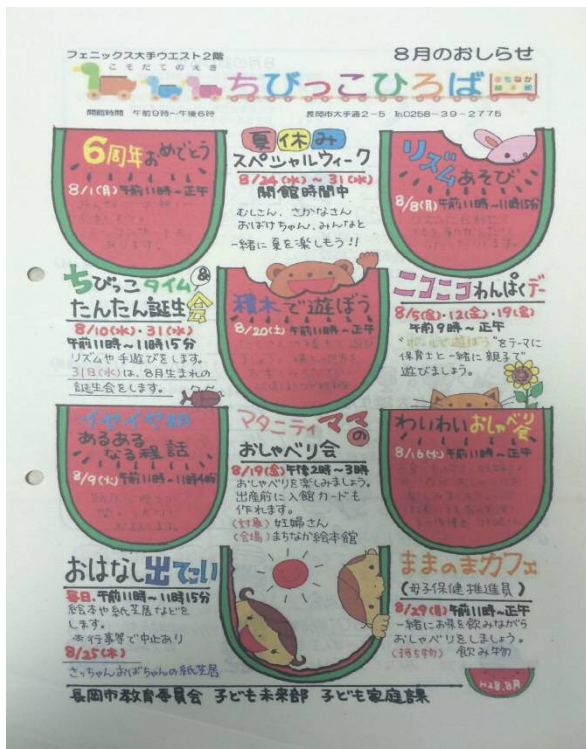 フェニックス大手ウエスト2階
8月のおしらせ
こそだてのえき
ちびっこひろば
まちなか
絵本館
開館時間 午前9時~午後6時
長岡市大手通2-5 ℡0258-39-2775
6周年おめでとう
8/1(月)午前11時~正午
夏休み
スペシャルウィーク
8/24(水)~31(水)
開館時間中
むしさん、さかなさん
おばけちゃん、みんなと
一緒に夏を楽しもう!!
リズムあそび
8/8(月)午前11時~11時15分
ちびっこタイム&
たんたん誕生会
8/10(水)・31(水)
午前11時~11時15分
リズムや手遊びをします。
31日(水)は、8月生まれの
誕生会をします。
積木で遊ぼう
8/20(土)午前11時~正午
ニコニコわんぱくデー
8/5(金)・12(金)・19(金)
午前9時~正午
"ボールで遊ぼう"をテーマに
保育士と一緒に親子で
遊びましょう。
イヤイヤ期
あるある
なる程話
8/9(火)午前11時~11時45分
マタニティママの
おしゃべり会
8/19(金)午後2時~3時
おしゃべりを楽しみましょう。
出産前に入館カードも
作れます。
(対象)妊婦さん
(会場)まちなか絵本館
わいわいおしゃべり会
8/16(火)午前11時~正午
おはなし出てこい
毎日・午前11時~11時15分
絵本や紙芝居などを
します。
※行事等で中止あり
8/25(木)
さっちゃんおばちゃんの紙芝居
ままのまカフェ
(母子保健推進員)
8/29(月)午前11時~正午
一緒にお茶を飲みながら
おしゃべりをしましょう。
(持ち物) 飲み物
長岡市教育委員会 子ども未来部 子ども家庭課
H28.8月